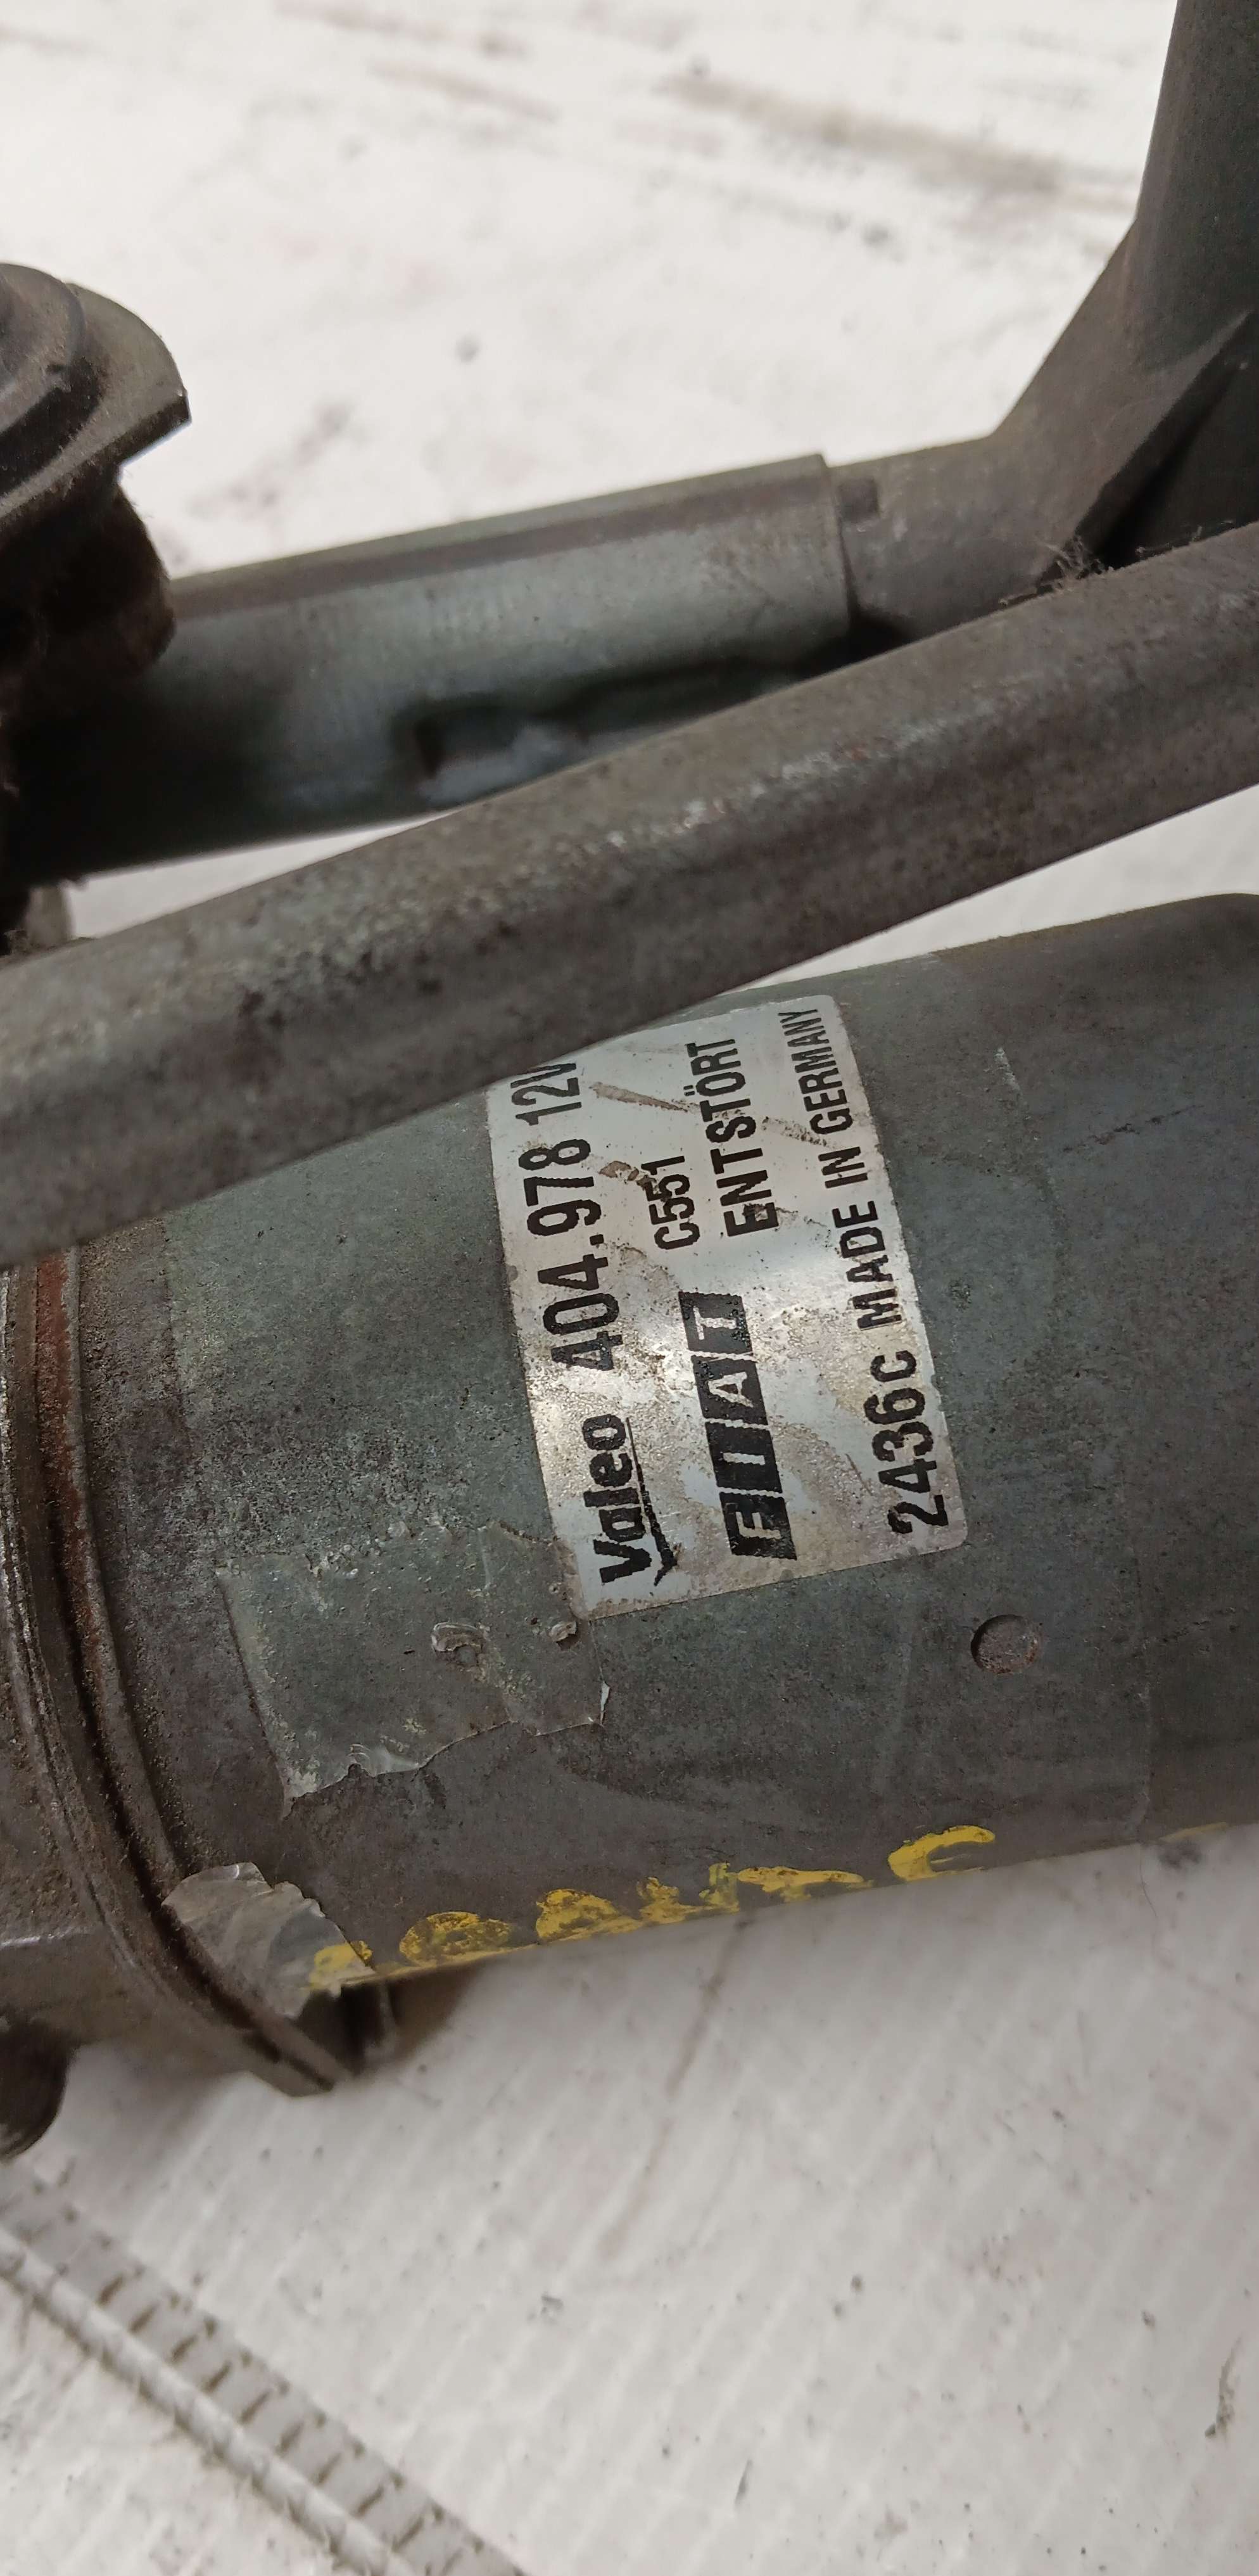 Valeo 404.978 12V
C551
FIAT ENTSTÖRT
2436C MADE IN GERMANY